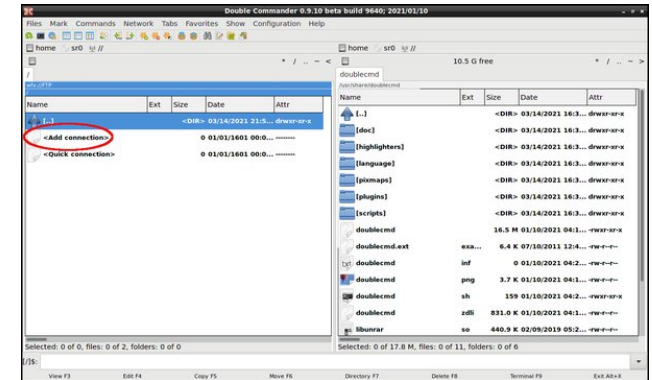 Double Commander 0.9.10 beta build 9640; 2021/01/10
Files Mark Commands Network Tabs Favorites Show Configuration Help
home sr0 //
* / .. ~ <
/
wfx://FTP
/
Name Ext Size Date Attr
[..] <DIR> 03/14/2021 21:5... drwxr-xr-x
<Add connection> 0 01/01/1601 00:0... ---------
<Quick connection> 0 01/01/1601 00:0... ---------
Selected: 0 of 0, files: 0 of 2, folders: 0 of 0
home sr0 //
10.5 G free * / .. ~ >
doublecmd
/usr/share/doublecmd
Name Ext Size Date Attr
[..] <DIR> 03/14/2021 16:3... drwxr-xr-x
[doc] <DIR> 03/14/2021 16:3... drwxr-xr-x
[highlighters] <DIR> 03/14/2021 16:3... drwxr-xr-x
[language] <DIR> 03/14/2021 16:3... drwxr-xr-x
[pixmaps] <DIR> 03/14/2021 16:3... drwxr-xr-x
[plugins] <DIR> 03/14/2021 16:3... drwxr-xr-x
[scripts] <DIR> 03/14/2021 16:3... drwxr-xr-x
doublecmd 16.5 M 01/10/2021 04:1... -rwxr-xr-x
doublecmd.ext exa... 6.4 K 07/10/2011 12:4... -rw-r--r--
doublecmd inf 0 01/10/2021 04:2... -rw-r--r--
doublecmd png 3.7 K 01/10/2021 04:1... -rw-r--r--
doublecmd sh 159 01/10/2021 04:2... -rwxr-xr-x
doublecmd zdli 831.0 K 01/10/2021 04:1... -rw-r--r--
libunrar so 440.9 K 02/09/2019 05:2... -rw-r--r--
Selected: 0 of 17.8 M, files: 0 of 11, folders: 0 of 6
[/]$:
View F3 Edit F4 Copy F5 Move F6 Directory F7 Delete F8 Terminal F9 Exit Alt+X